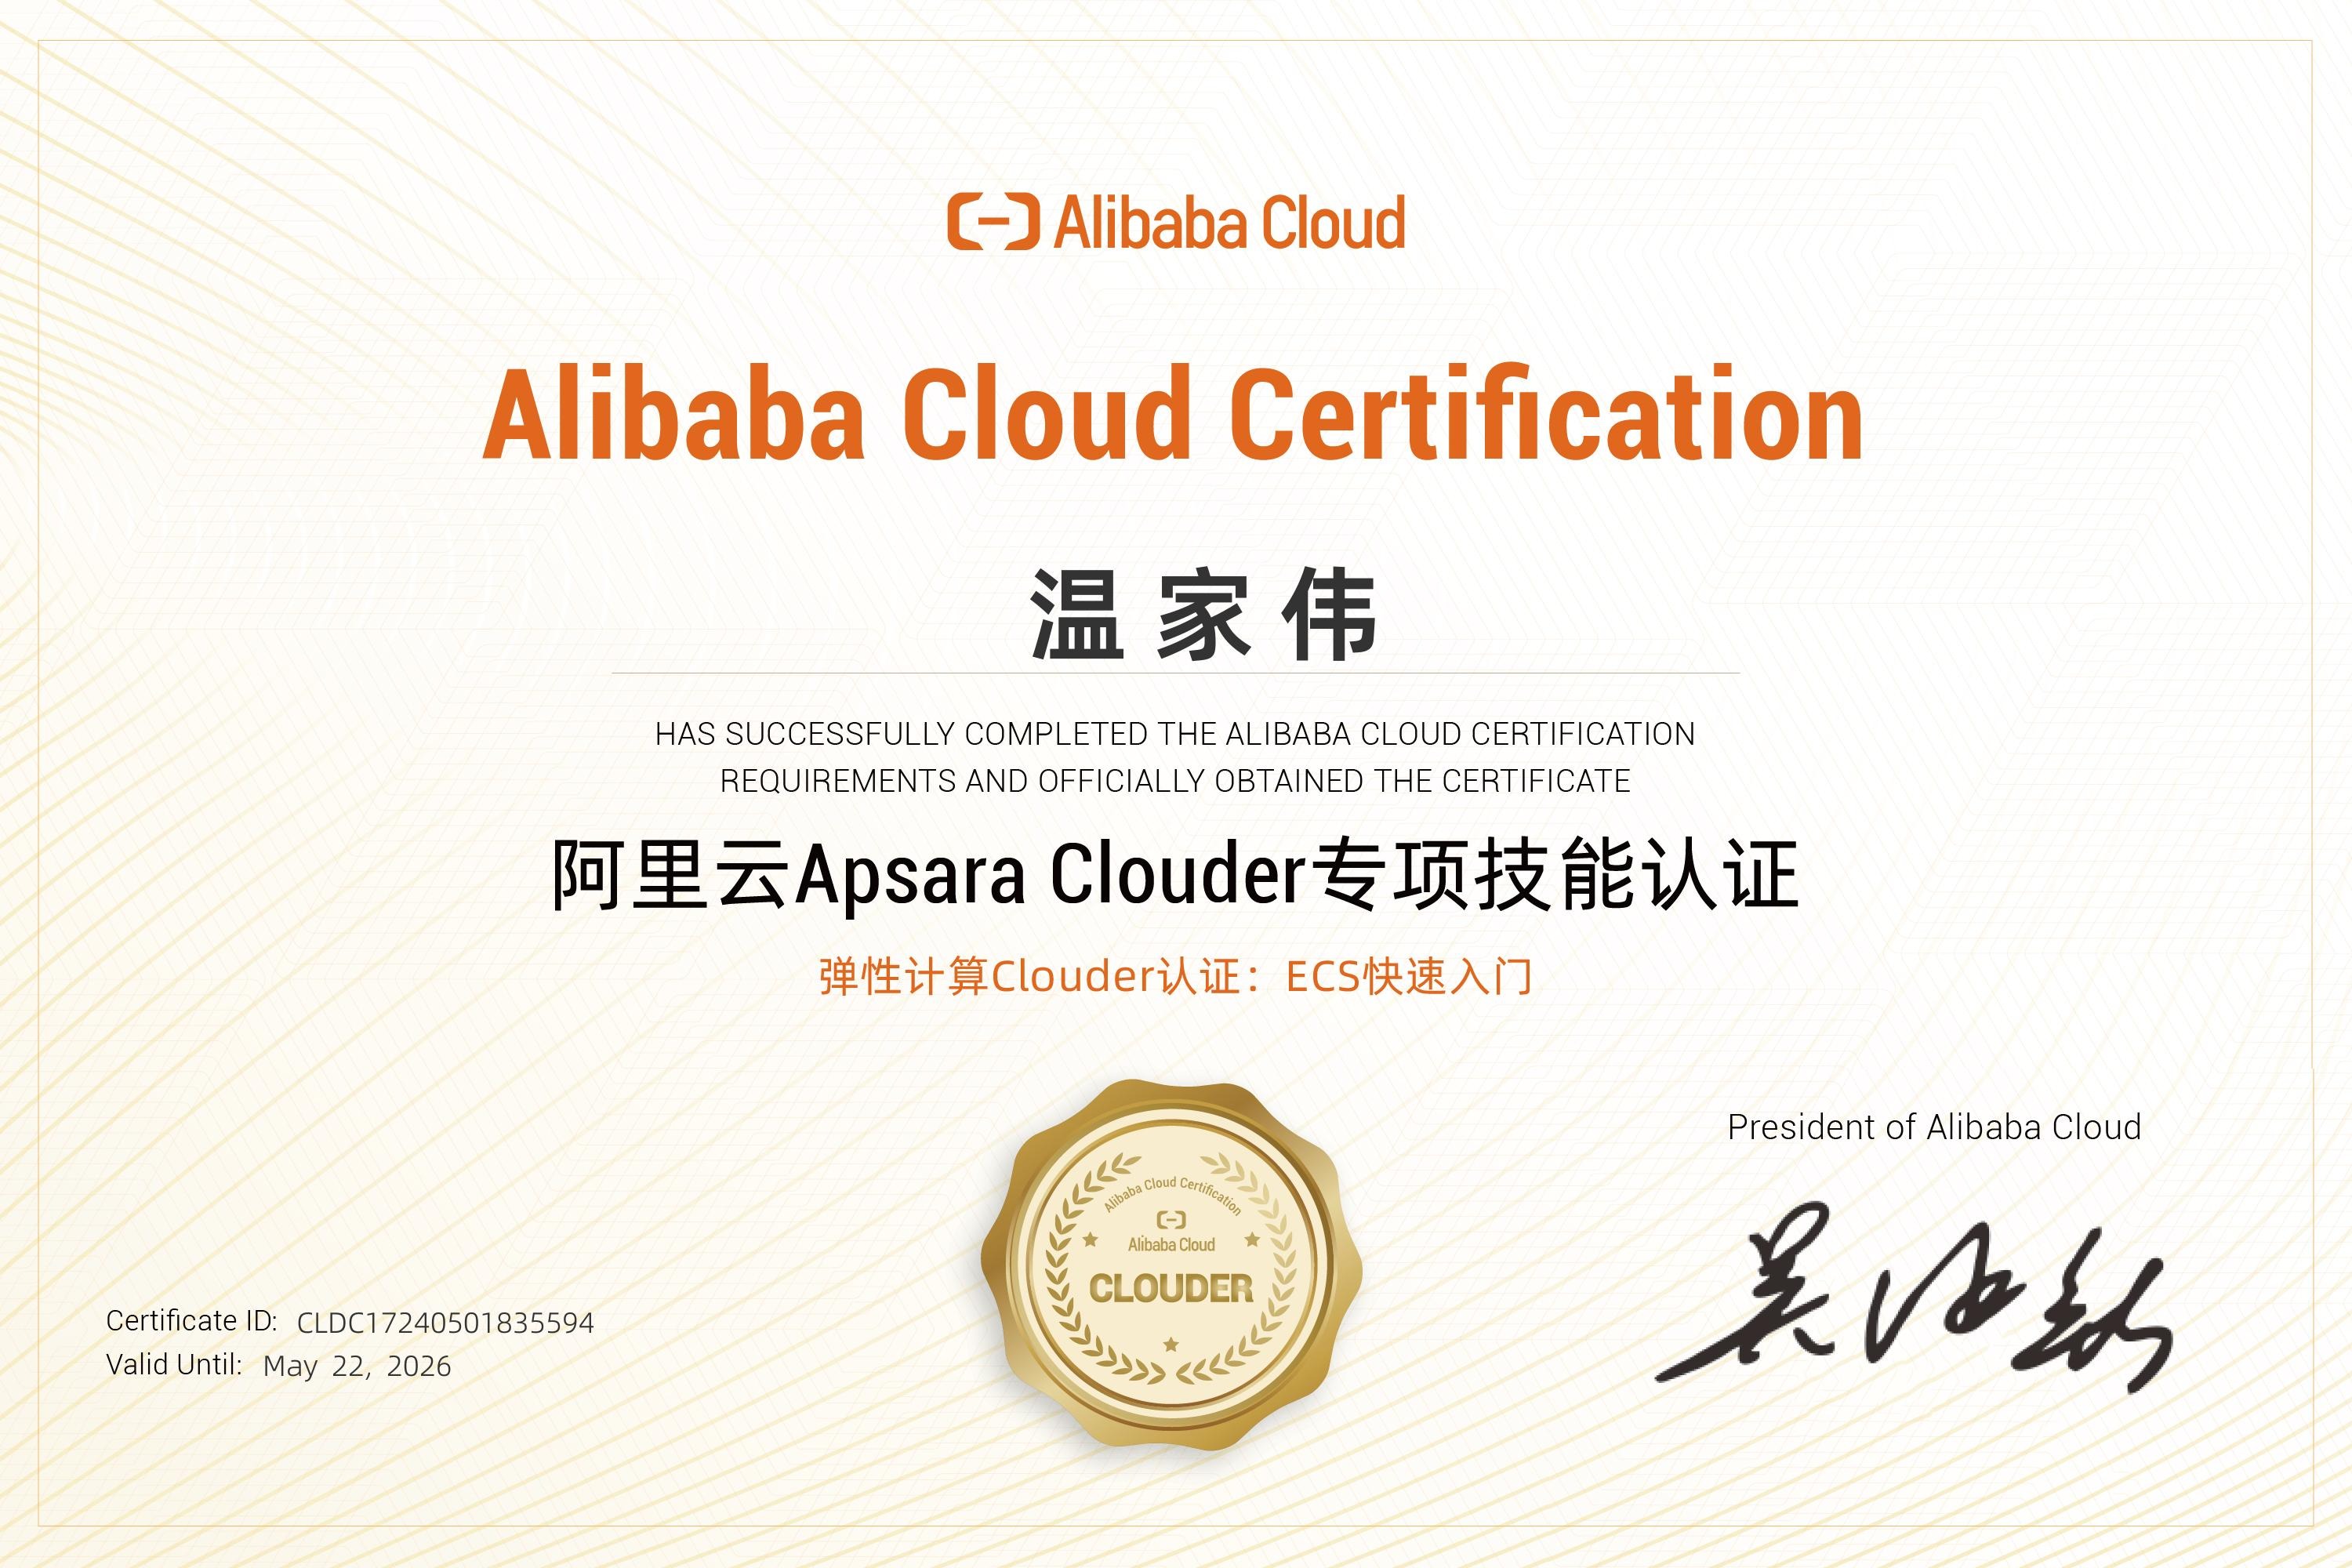 Alibaba Cloud
Alibaba Cloud Certification
温家伟
HAS SUCCESSFULLY COMPLETED THE ALIBABA CLOUD CERTIFICATION
REQUIREMENTS AND OFFICIALLY OBTAINED THE CERTIFICATE
阿里云Apsara Clouder专项技能认证
弹性计算Clouder认证：ECS快速入门
Alibaba Cloud Certification
Alibaba Cloud
CLOUDER
President of Alibaba Cloud
吴泳铭
Certificate ID: CLDC17240501835594
Valid Until: May 22, 2026